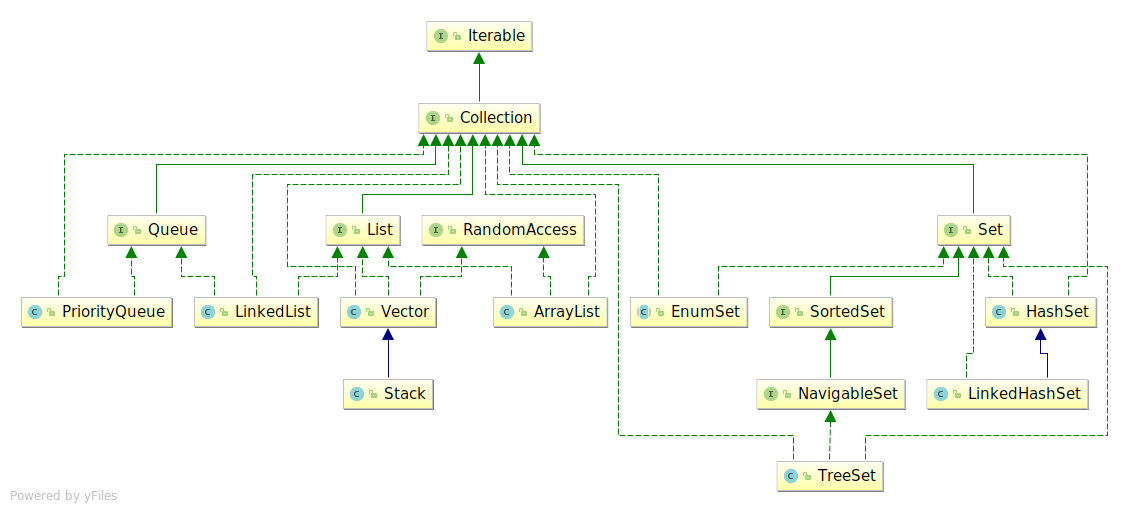 Iterable
Collection
Queue
List
RandomAccess
Set
PriorityQueue
LinkedList
Vector
ArrayList
EnumSet
SortedSet
HashSet
Stack
NavigableSet
LinkedHashSet
TreeSet
Powered by yFiles